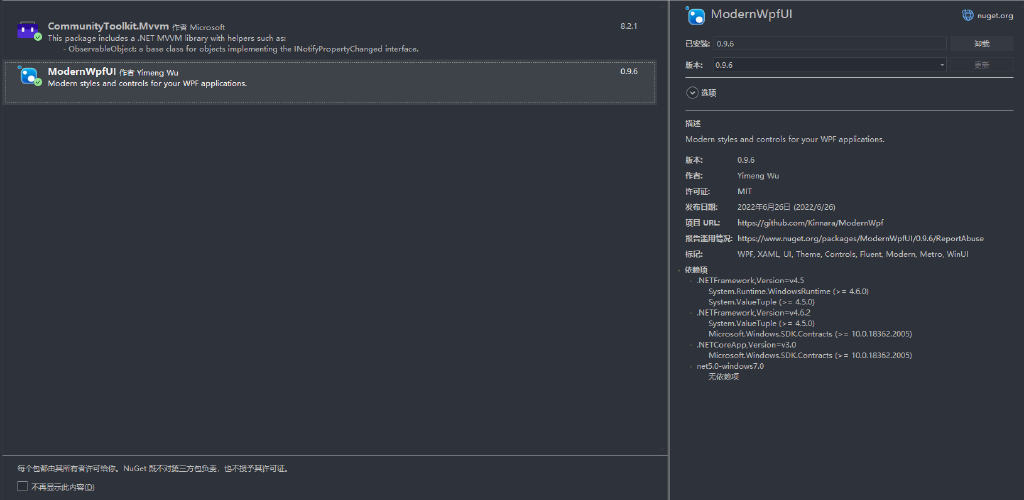 CommunityToolkit.Mvvm 作者 Microsoft 8.2.1
This package includes a .NET MVVM library with helpers such as:
- ObservableObject: a base class for objects implementing the INotifyPropertyChanged interface.
ModernWpfUI 作者 Yimeng Wu 0.9.6
Modern styles and controls for your WPF applications.
每个包都由其所有者许可给你。NuGet 既不对第三方包负责，也不授予其许可证。
不再显示此内容(D)
ModernWpfUI nuget.org
已安装: 0.9.6 卸载
版本: 0.9.6 更新
选项
描述
Modern styles and controls for your WPF applications.
版本: 0.9.6
作者: Yimeng Wu
许可证: MIT
发布日期: 2022年6月26日 (2022/6/26)
项目 URL: https://github.com/Kinnara/ModernWpf
报告滥用情况: https://www.nuget.org/packages/ModernWpfUI/0.9.6/ReportAbuse
标记: WPF, XAML, UI, Theme, Controls, Fluent, Modern, Metro, WinUI
依赖项
.NETFramework,Version=v4.5
System.Runtime.WindowsRuntime (>= 4.6.0)
System.ValueTuple (>= 4.5.0)
.NETFramework,Version=v4.6.2
System.ValueTuple (>= 4.5.0)
Microsoft.Windows.SDK.Contracts (>= 10.0.18362.2005)
.NETCoreApp,Version=v3.0
Microsoft.Windows.SDK.Contracts (>= 10.0.18362.2005)
net5.0-windows7.0
无依赖项